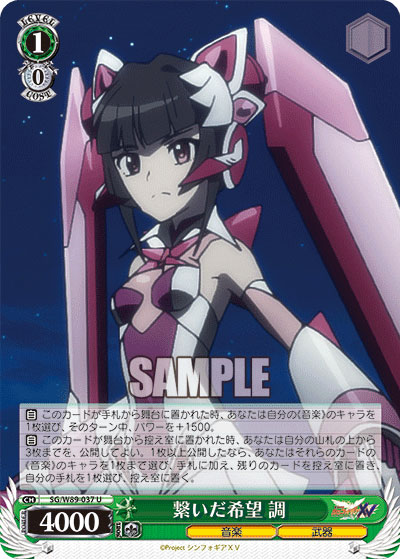 LEVEL
1
0
COST
SAMPLE
自 このカードが手札から舞台に置かれた時、あなたは自分の《音楽》のキャラを
1枚選び、そのターン中、パワーを+1500。
自 このカードが舞台から控え室に置かれた時、あなたは自分の山札の上から
3枚までを、公開してよい。1枚以上公開したなら、あなたはそれらのカード
の《音楽》のキャラを1枚まで選び、手札に加え、残りのカードを控え室に置き、
自分の手札を1枚選び、控え室に置く。
CH SG/W89-037 U
4000
繋いだ希望 調
音楽
武器
XV
©Project シンフォギアXV